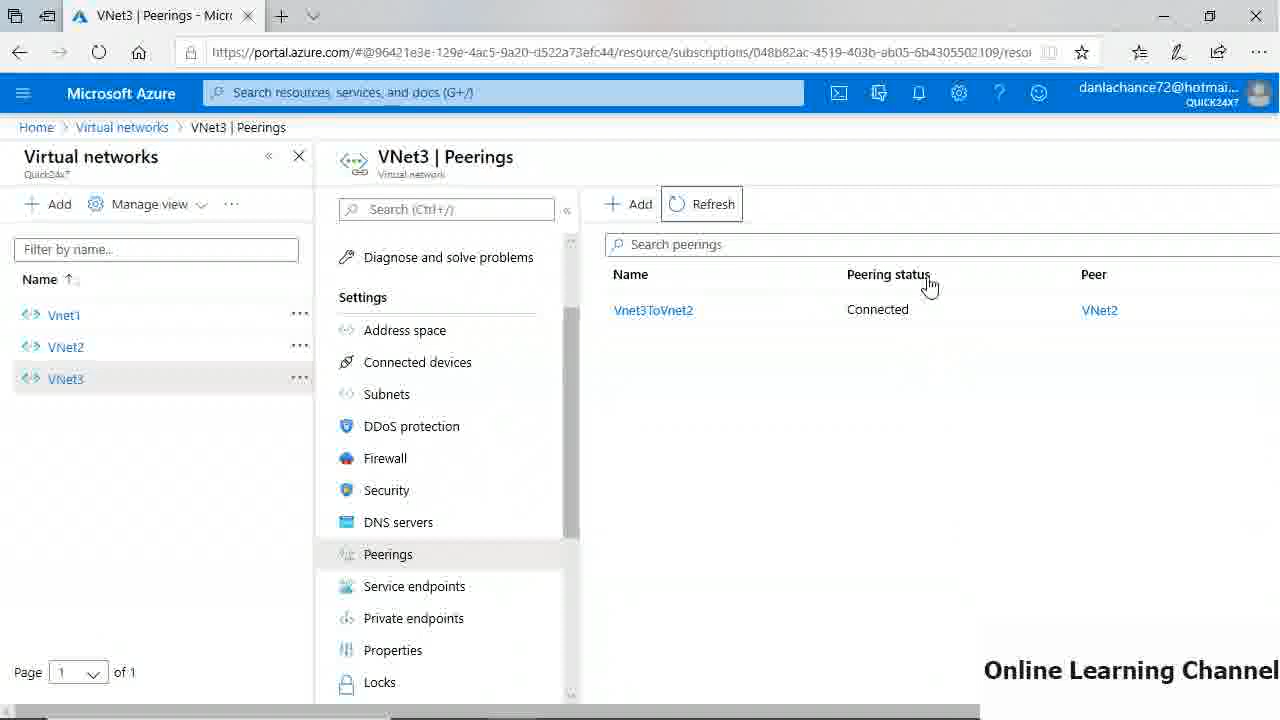 VNet3 | Peerings - Micro
https://portal.azure.com/#@96421e3e-129e-4ac5-9a20-d522a73efc44/resource/subscriptions/048b82ac-4519-403b-ab05-6b4305502109/resou
Microsoft Azure
Search resources, services, and docs (G+/)
danlachance72@hotmai...
QUICK24X7
Home > Virtual networks > VNet3 | Peerings
Virtual networks
Quick24x7
Add
Manage view
Filter by name...
Name
Vnet1
VNet2
VNet3
Page 1 of 1
VNet3 | Peerings
Virtual network
Search (Ctrl+/)
Diagnose and solve problems
Settings
Address space
Connected devices
Subnets
DDoS protection
Firewall
Security
DNS servers
Peerings
Service endpoints
Private endpoints
Properties
Locks
Add
Refresh
Search peerings
Name Peering status Peer
Vnet3ToVnet2 Connected VNet2
Online Learning Channel